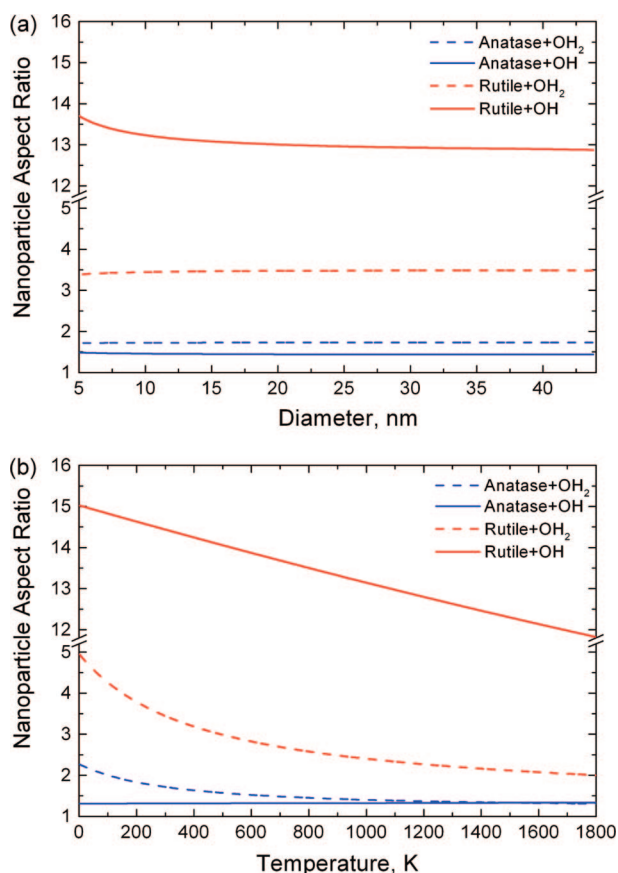 (a)
16
15
14
13
12
5
4
3
2
1
Nanoparticle Aspect Ratio
Anatase+OH₂
Anatase+OH
Rutile+OH₂
Rutile+OH
5 10 15 20 25 30 35 40
Diameter, nm
(b)
16
15
14
13
12
5
4
3
2
1
Nanoparticle Aspect Ratio
Anatase+OH₂
Anatase+OH
Rutile+OH₂
Rutile+OH
0 200 400 600 800 1000 1200 1400 1600 1800
Temperature, K